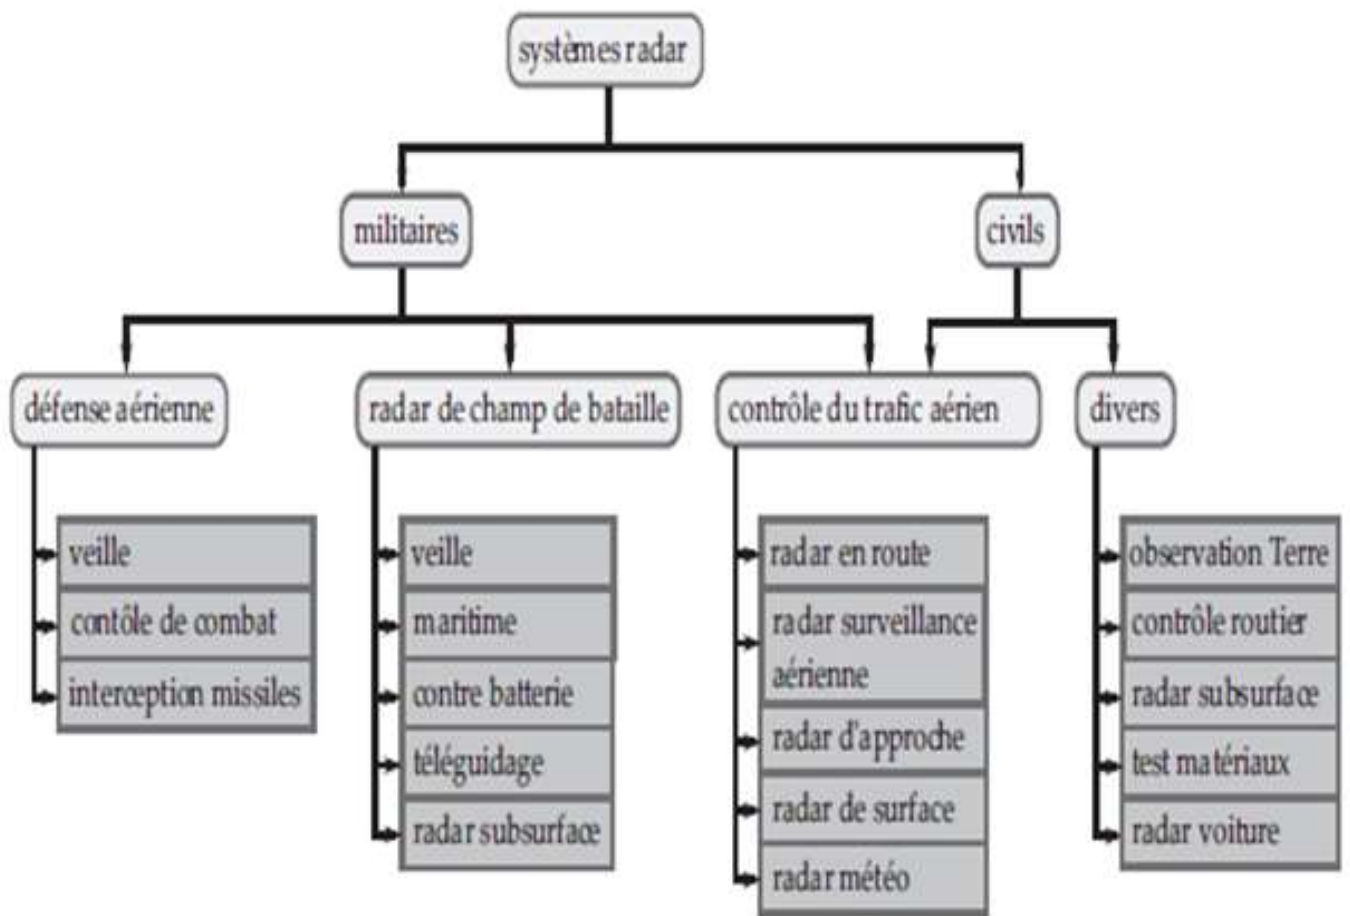 systèmes radar
militaires
civils
défense aérienne
radar de champ de bataille
contrôle du trafic aérien
divers
veille
contôle de combat
interception missiles
veille
maritime
contre batterie
téléguidage
radar subsurface
radar en route
radar surveillance
aérienne
radar d'approche
radar de surface
radar météo
observation Terre
contrôle routier
radar subsurface
test matériaux
radar voiture